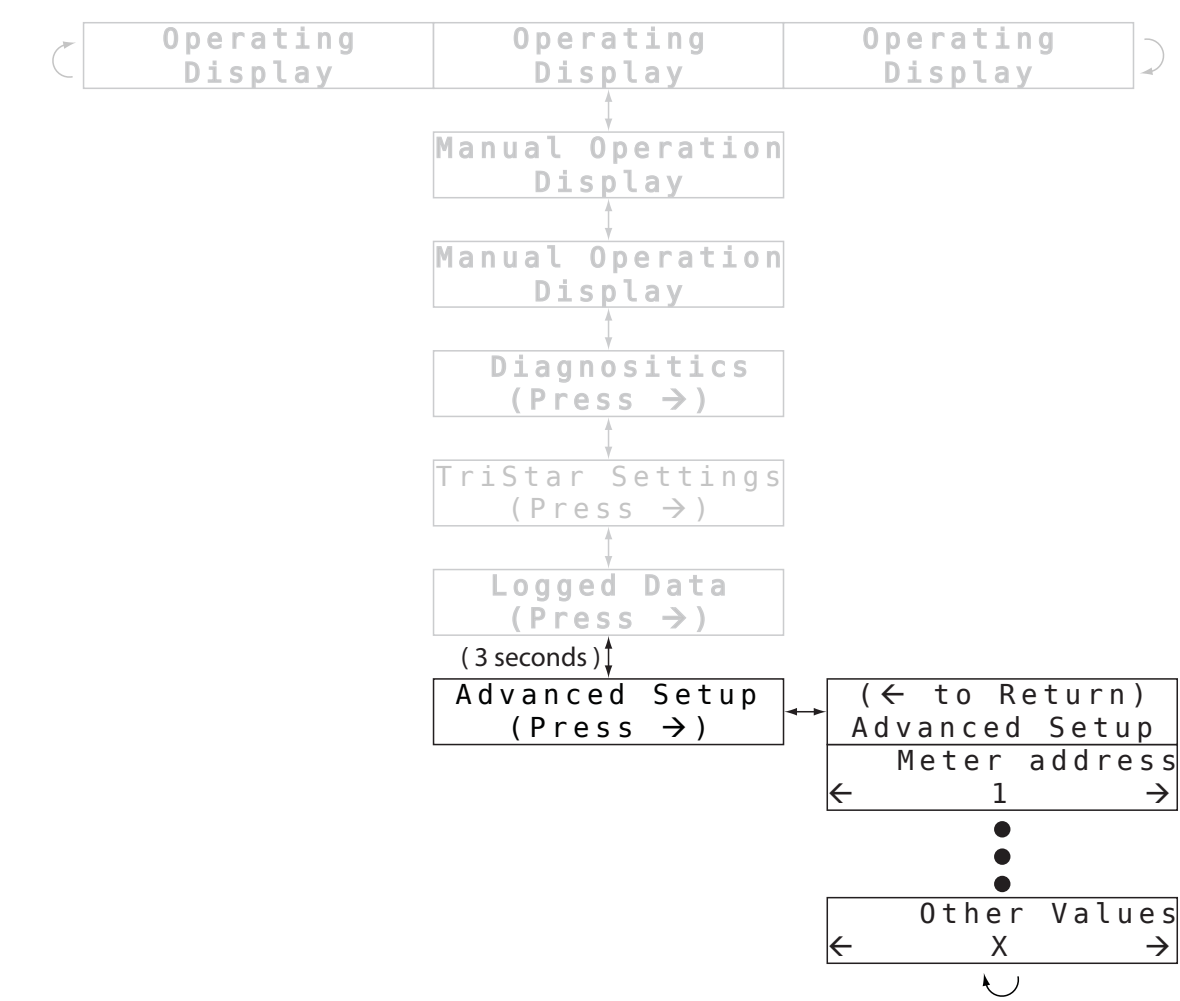 Operating
Display
Operating
Display
Operating
Display
Manual Operation
Display
Manual Operation
Display
Diagnositics
(Press →)
TriStar Settings
(Press →)
Logged Data
(Press →)
( 3 seconds )
Advanced Setup
(Press →)
(← to Return)
Advanced Setup
Meter address
← 1 →
Other Values
← X →